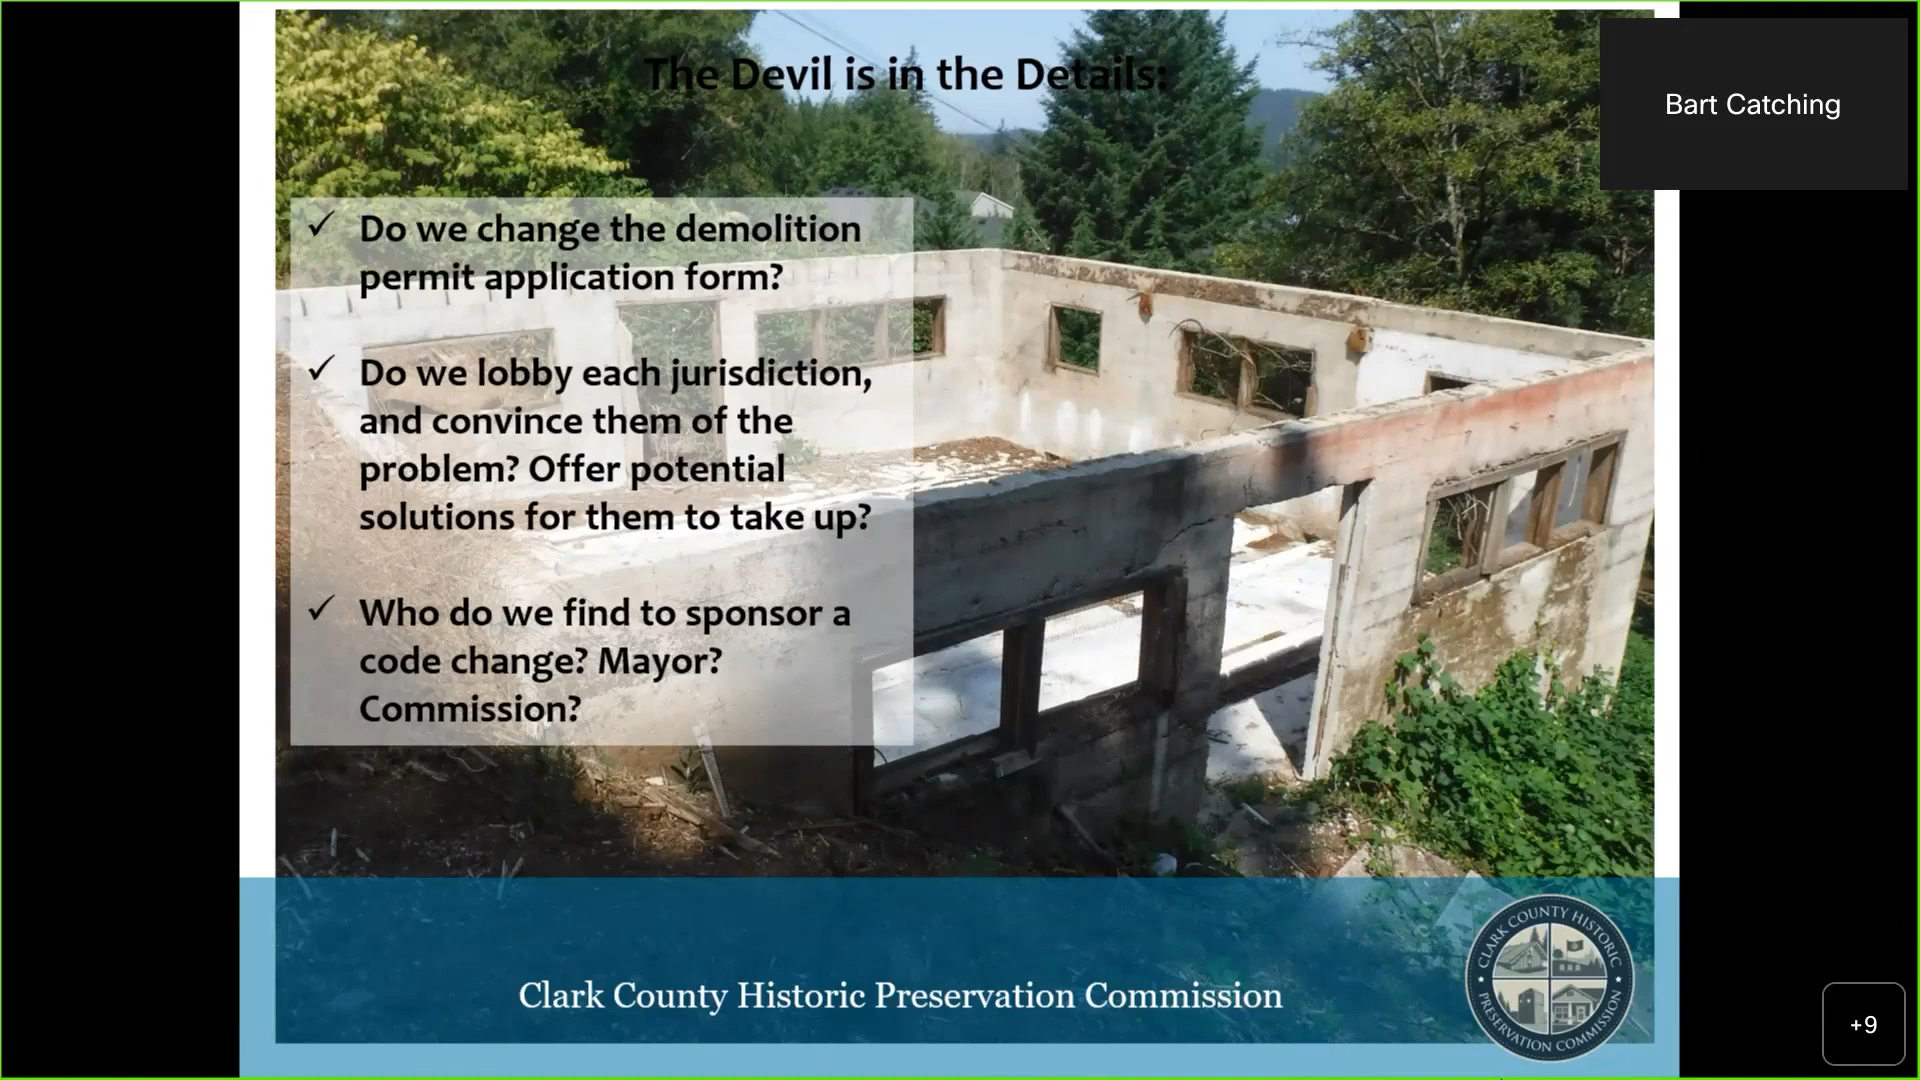 The Devil is in the Details:
Bart Catching
✓ Do we change the demolition
permit application form?
✓ Do we lobby each jurisdiction,
and convince them of the
problem? Offer potential
solutions for them to take up?
✓ Who do we find to sponsor a
code change? Mayor?
Commission?
Clark County Historic Preservation Commission
CLARK COUNTY HISTORIC
PRESERVATION COMMISSION
+9